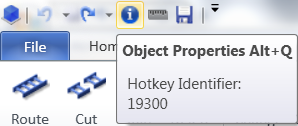 File
Hom
Object Properties Alt+Q
Hotkey Identifier:
19300
Route
Cut